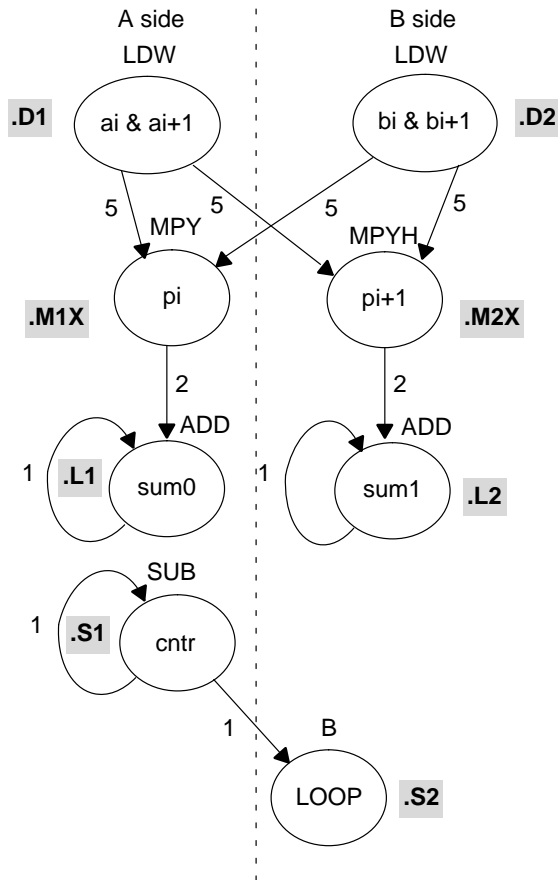 A side
B side
LDW
LDW
.D1
ai & ai+1
bi & bi+1
.D2
5
5
5
5
MPY
MPYH
.M1X
pi
pi+1
.M2X
2
2
ADD
ADD
1
.L1
sum0
1
sum1
.L2
SUB
1
.S1
cntr
1
B
LOOP
.S2